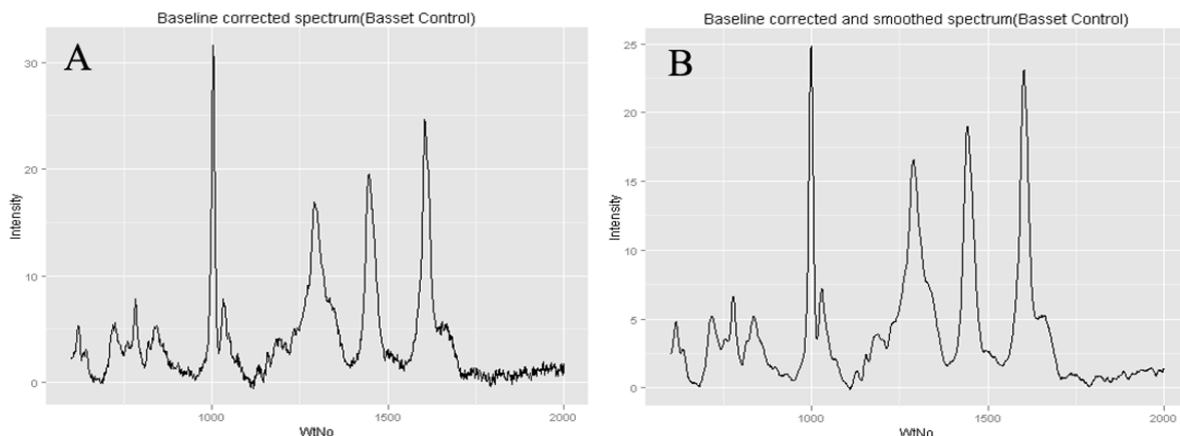 Baseline corrected spectrum(Basset Control)
A
30
20
10
0
Intensity
1000
1500
2000
WtNo
Baseline corrected and smoothed spectrum(Basset Control)
B
25
20
15
10
5
0
Intensity
1000
1500
2000
WtNo